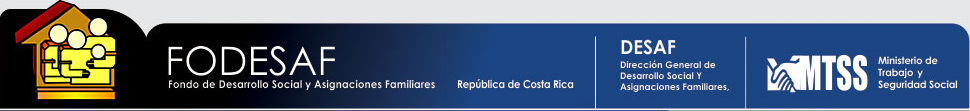 FODESAF
Fondo de Desarrollo Social y Asignaciones Familiares
República de Costa Rica
DESAF
Dirección General de
Desarrollo Social Y
Asignaciones Familiares,
MTSS
Ministerio de
Trabajo y
Seguridad Social